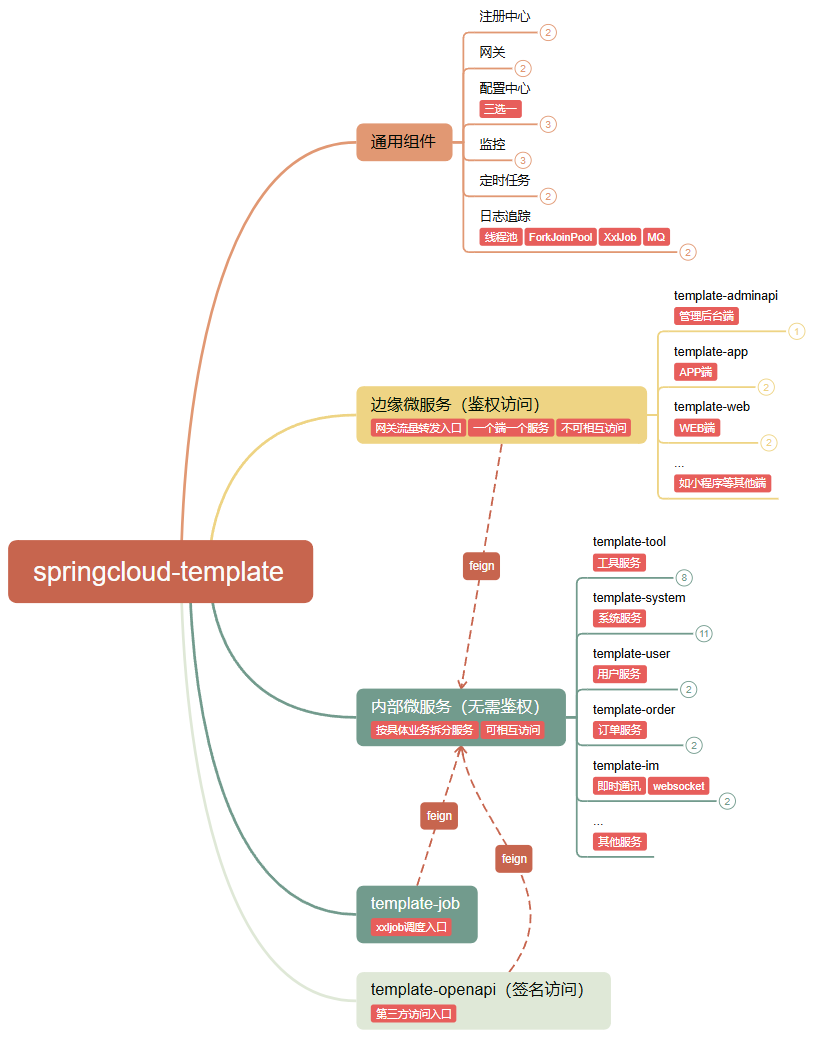 注册中心
2
网关
2
配置中心
三选一
3
通用组件
监控
3
定时任务
2
日志追踪
线程池 ForkJoinPool XxlJob MQ
2
template-adminapi
管理后台端
1
template-app
APP端
2
边缘微服务（鉴权访问）
网关流量转发入口 一个端一个服务 不可相互访问
template-web
WEB端
2
...
如小程序等其他端
springcloud-template
feign
template-tool
工具服务
8
template-system
系统服务
11
template-user
用户服务
2
内部微服务（无需鉴权）
按具体业务拆分服务 可相互访问
template-order
订单服务
2
template-im
即时通讯 websocket
2
...
其他服务
feign
feign
template-job
xxljob调度入口
template-openapi（签名访问）
第三方访问入口